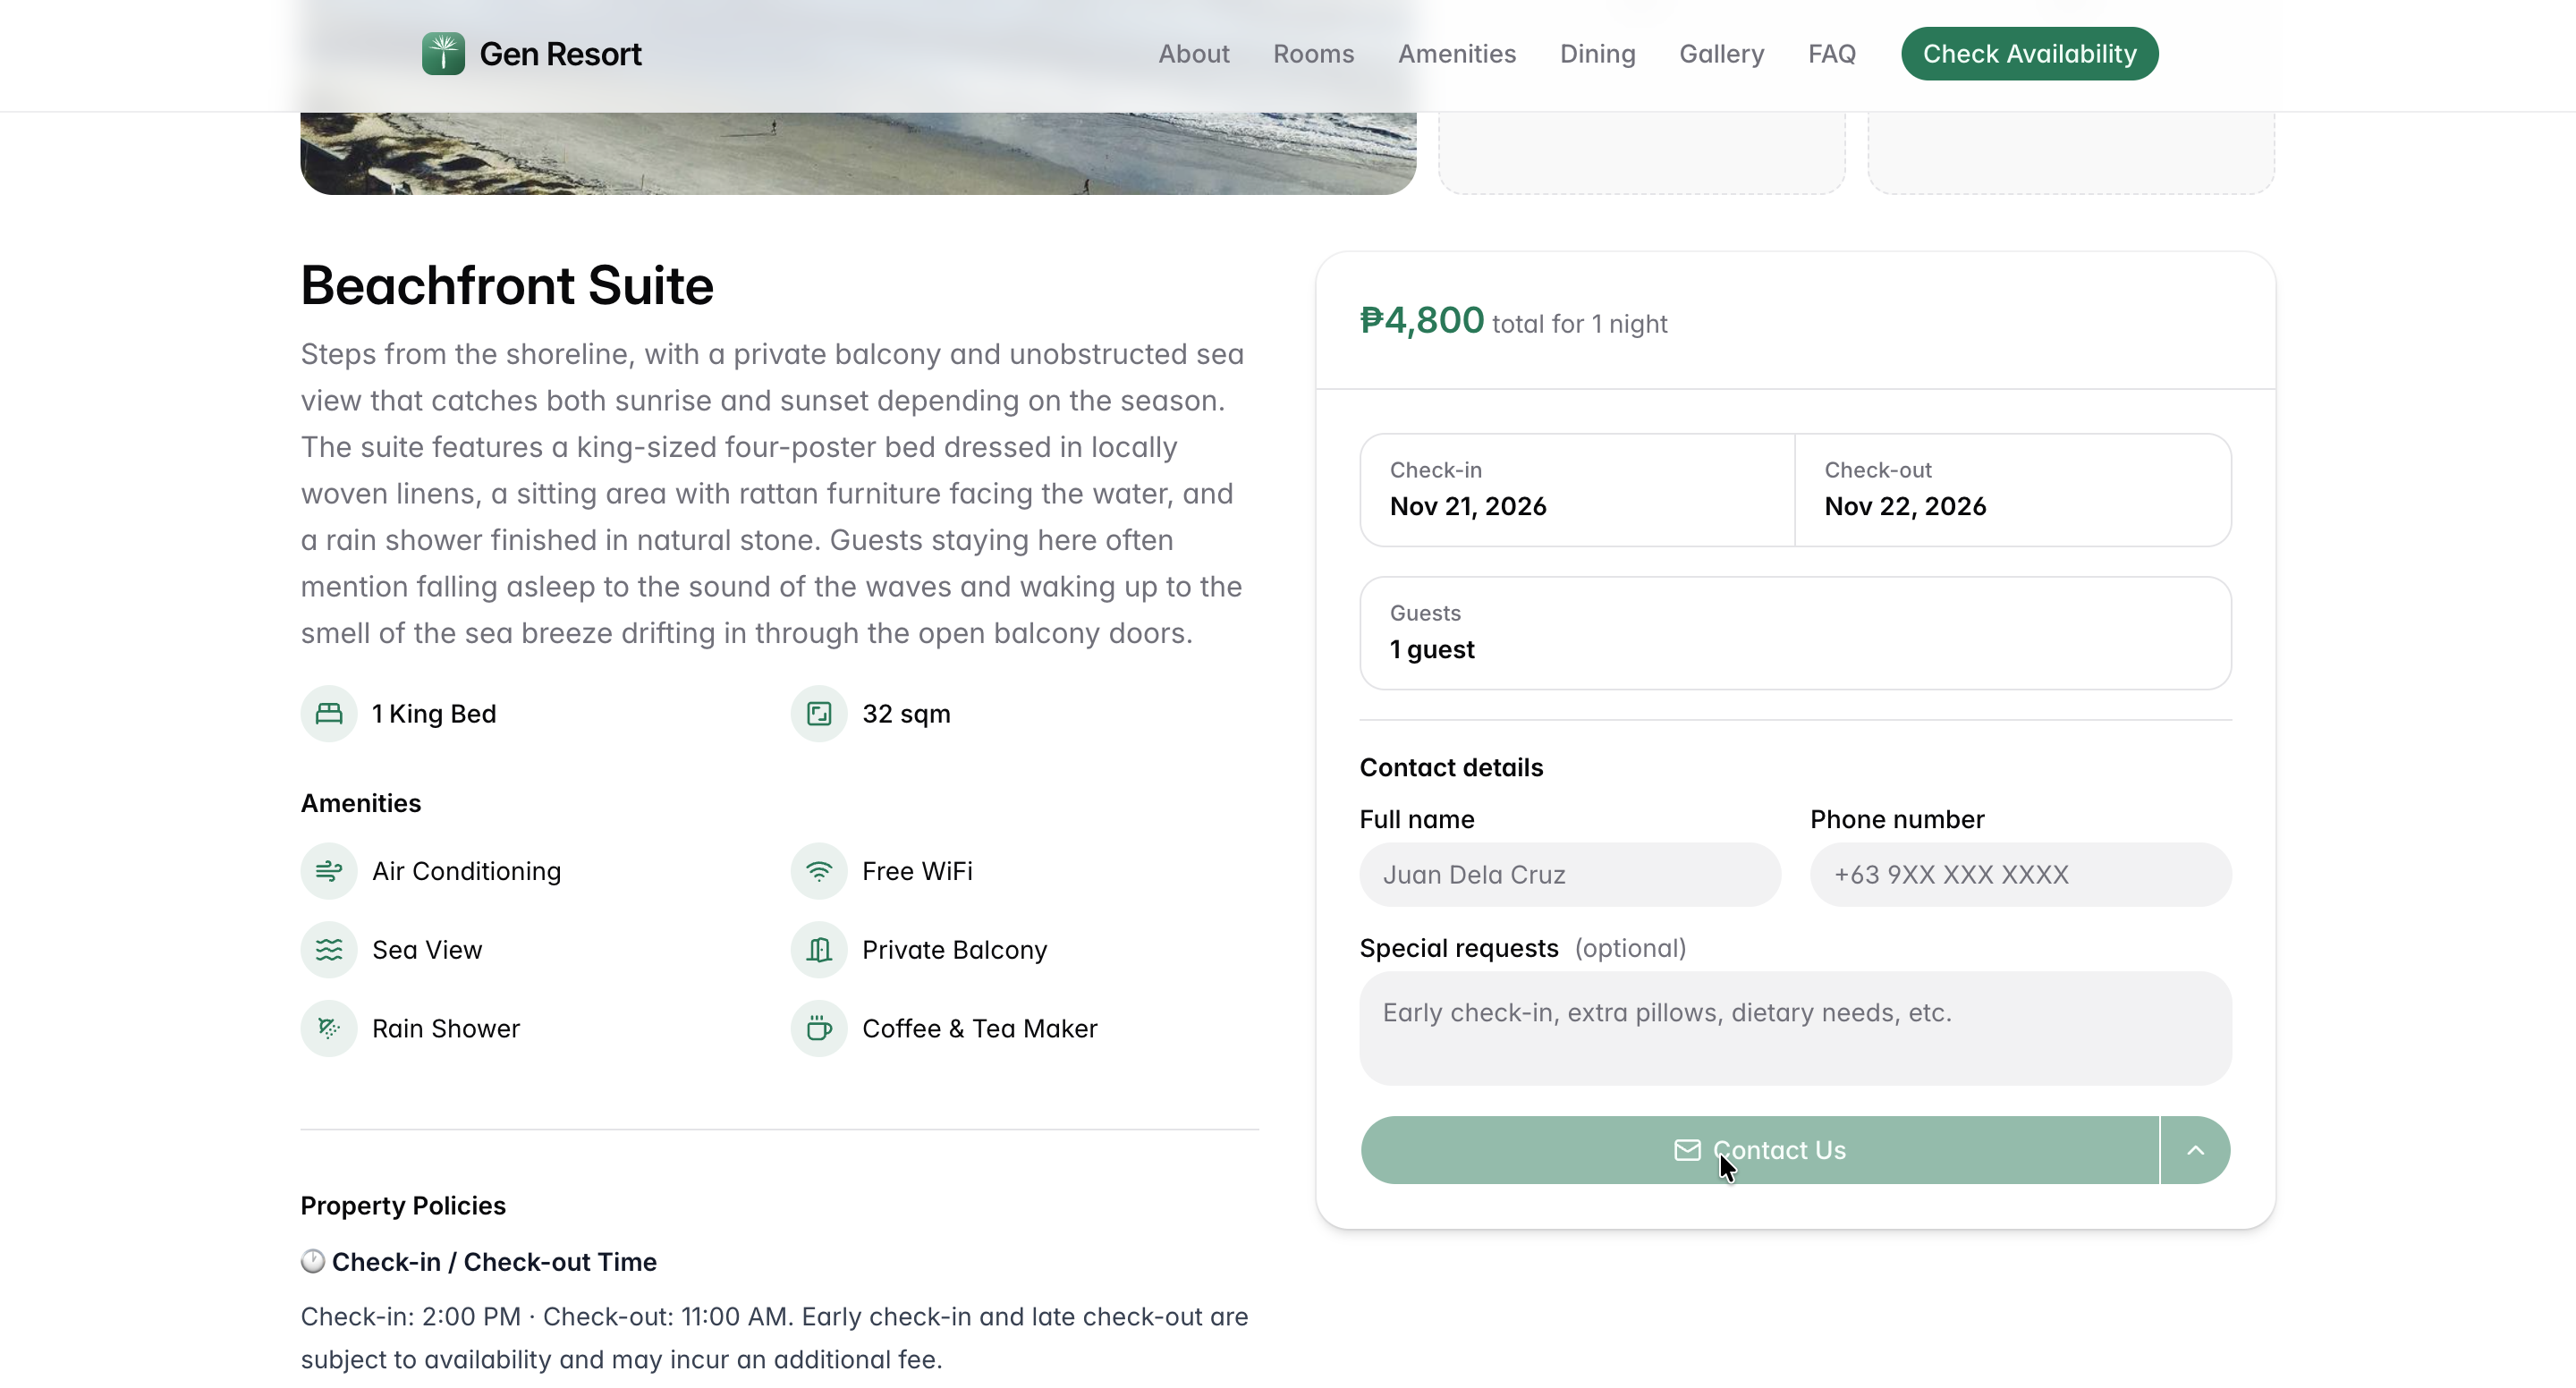 Gen Resort
About
Rooms
Amenities
Dining
Gallery
FAQ
Check Availability
Beachfront Suite
Steps from the shoreline, with a private balcony and unobstructed sea
view that catches both sunrise and sunset depending on the season.
The suite features a king-sized four-poster bed dressed in locally
woven linens, a sitting area with rattan furniture facing the water, and
a rain shower finished in natural stone. Guests staying here often
mention falling asleep to the sound of the waves and waking up to the
smell of the sea breeze drifting in through the open balcony doors.
1 King Bed
32 sqm
Amenities
Air Conditioning
Free WiFi
Sea View
Private Balcony
Rain Shower
Coffee & Tea Maker
Property Policies
Check-in / Check-out Time
Check-in: 2:00 PM · Check-out: 11:00 AM. Early check-in and late check-out are
subject to availability and may incur an additional fee.
₱4,800 total for 1 night
Check-in
Nov 21, 2026
Check-out
Nov 22, 2026
Guests
1 guest
Contact details
Full name
Juan Dela Cruz
Phone number
+63 9XX XXX XXXX
Special requests (optional)
Early check-in, extra pillows, dietary needs, etc.
Contact Us